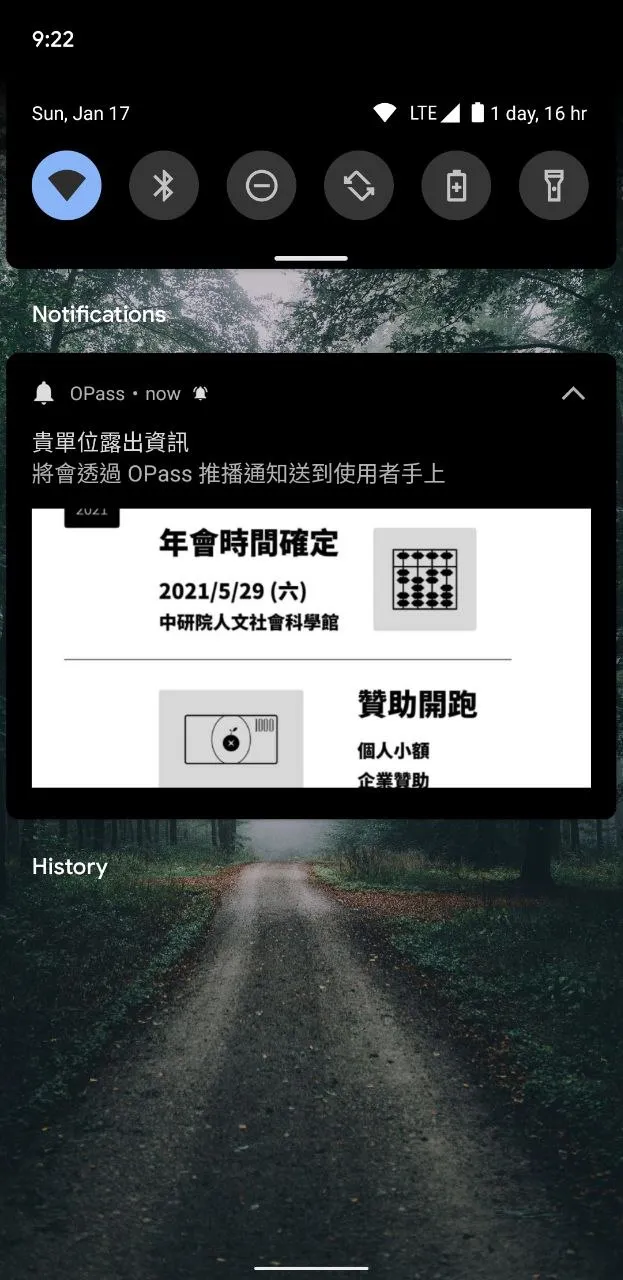 9:22
Sun, Jan 17 LTE 1 day, 16 hr
Notifications
OPass • now
貴單位露出資訊
將會透過 OPass 推播通知送到使用者手上
2021
年會時間確定
2021/5/29 (六)
中研院人文社會科學館
1000
贊助開跑
個人小額
企業贊助
History